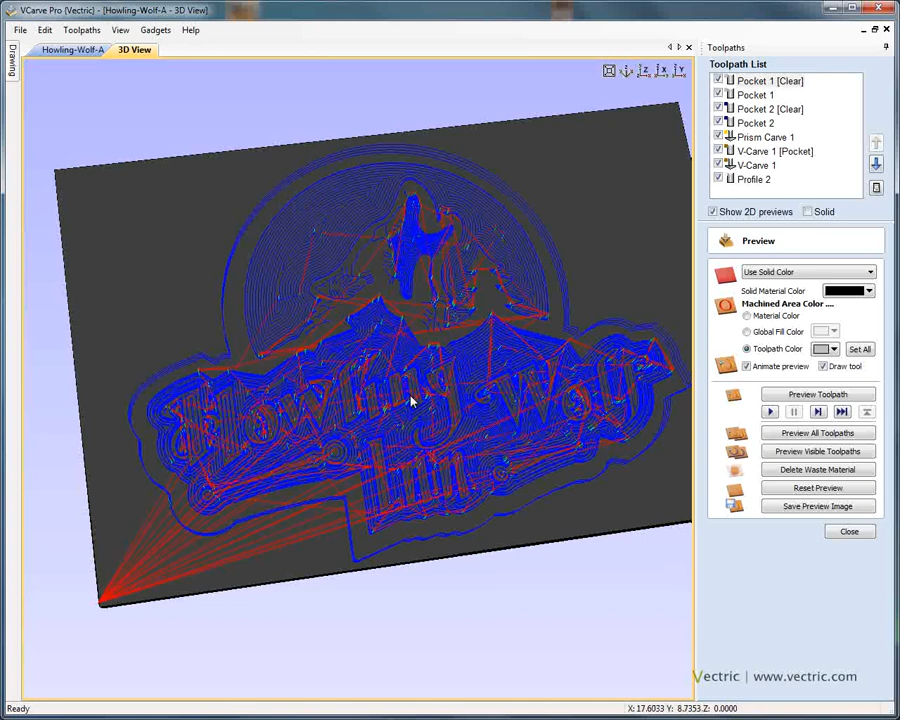 VCarve Pro {Vectric} - [Howling-Wolf-A - 3D View]
File Edit Toolpaths View Gadgets Help
Howling-Wolf-A 3D View
Drawing
Z X Y
Howling Wolf
Inn
Toolpaths
Toolpath List
Pocket 1 [Clear]
Pocket 1
Pocket 2 [Clear]
Pocket 2
Prism Carve 1
V-Carve 1 [Pocket]
V-Carve 1
Profile 2
Show 2D previews Solid
Preview
Use Solid Color
Solid Material Color
Machined Area Color ....
Material Color
Global Fill Color
Toolpath Color Set All
Animate preview Draw tool
Preview Toolpath
Preview All Toolpaths
Preview Visible Toolpaths
Delete Waste Material
Reset Preview
Save Preview Image
Close
Vectric | www.vectric.com
Ready X: 17.6033 Y: 8.7353 Z: 0.0000